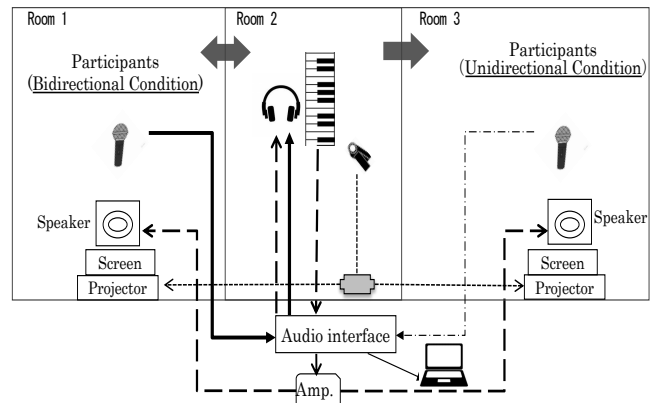 Room 1
Room 2
Room 3
Participants
(Bidirectional Condition)
Participants
(Unidirectional Condition)
Speaker
Speaker
Screen
Screen
Projector
Projector
Audio interface
Amp.